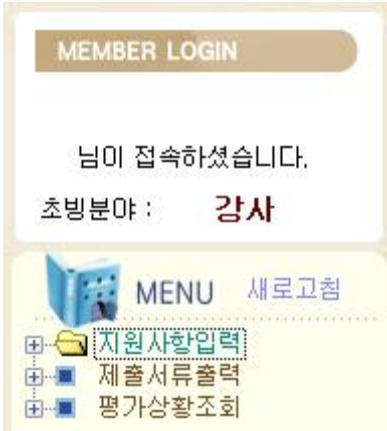 MEMBER LOGIN
님이 접속하셨습니다.
초빙분야 : 강사
MENU 새로고침
지원사항입력
제출서류출력
평가상황조회